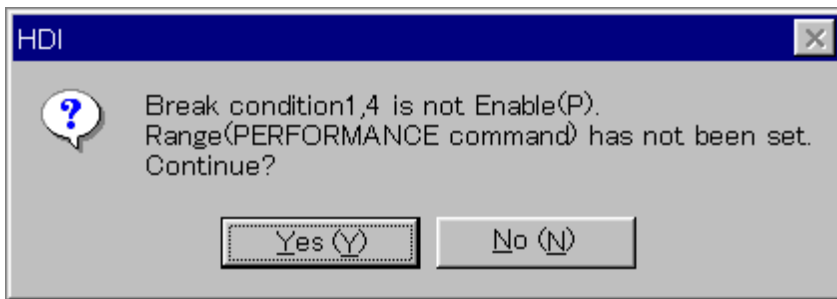 HDI
Break condition1,4 is not Enable(P).
Range(PERFORMANCE command) has not been set.
Continue?
Yes (Y) No (N)